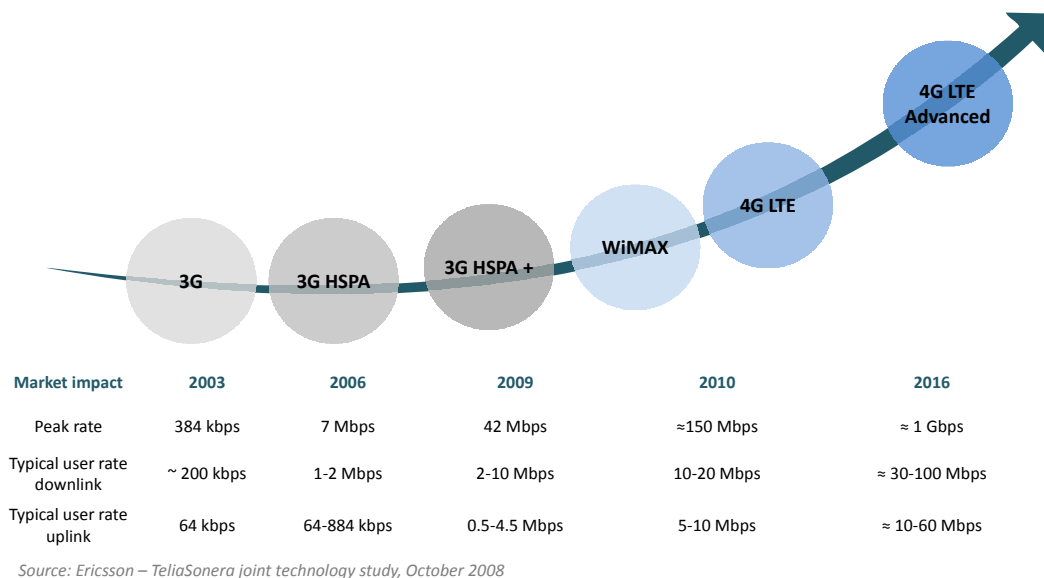 4G LTE
Advanced
4G LTE
WiMAX
3G HSPA +
3G HSPA
3G
Market impact 2003 2006 2009 2010 2016
Peak rate 384 kbps 7 Mbps 42 Mbps ≈150 Mbps ≈ 1 Gbps
Typical user rate
downlink ~ 200 kbps 1-2 Mbps 2-10 Mbps 10-20 Mbps ≈ 30-100 Mbps
Typical user rate
uplink 64 kbps 64-884 kbps 0.5-4.5 Mbps 5-10 Mbps ≈ 10-60 Mbps
Source: Ericsson – TeliaSonera joint technology study, October 2008